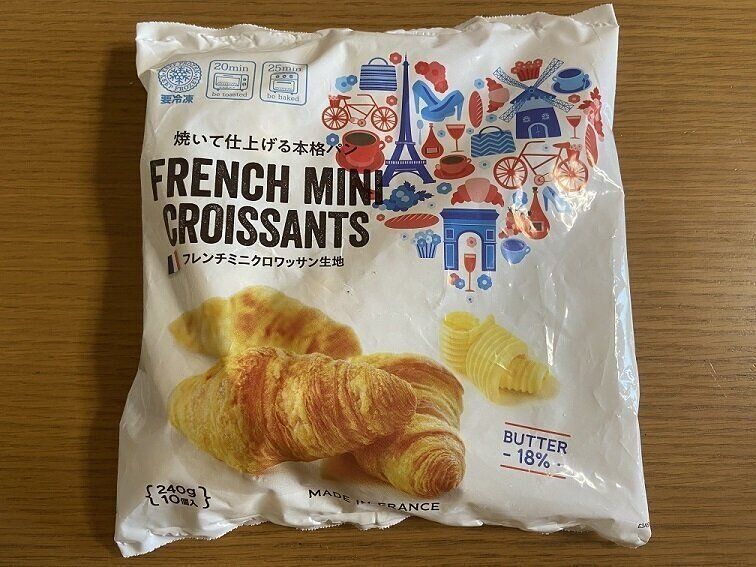 20min
be toasted
25min
be baked
要冷凍
焼いて仕上げる本格パン
FRENCH MINI
CROISSANTS
フレンチミニクロワッサン生地
BUTTER
- 18% -
240g
10個入
MADE IN FRANCE